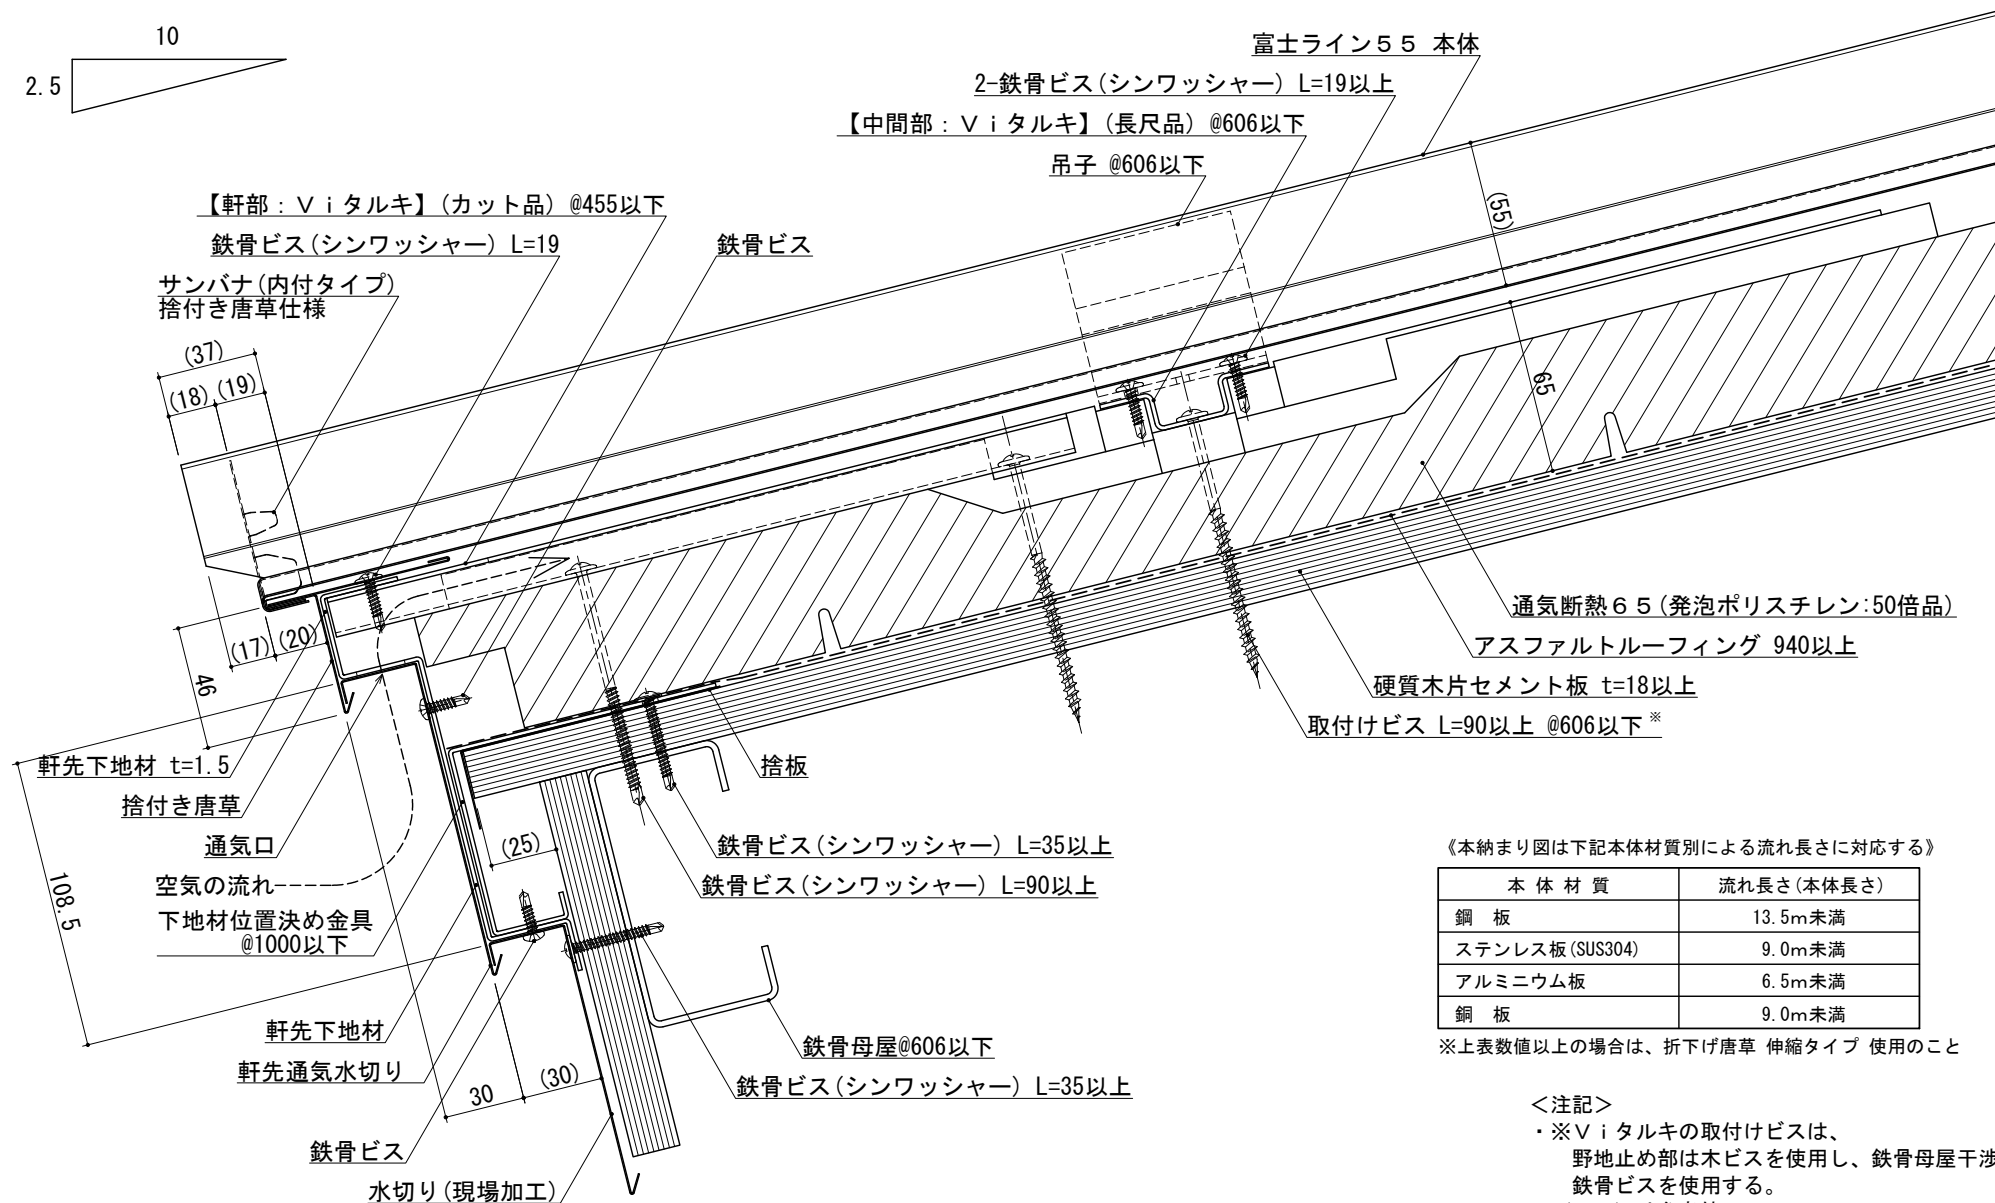 10
2.5
富士ライン５５ 本体
2-鉄骨ビス(シンワッシャー) L=19以上
【中間部：Ｖｉタルキ】(長尺品) @606以下
吊子 @606以下
【軒部：Ｖｉタルキ】(カット品) @455以下
鉄骨ビス(シンワッシャー) L=19
鉄骨ビス
サンバナ(内付タイプ)
捨付き唐草仕様
(37)
(18)
(19)
(55)
65
(17)
(20)
46
108.5
(25)
30
(30)
通気断熱６５(発泡ポリスチレン:50倍品)
アスファルトルーフィング 940以上
硬質木片セメント板 t=18以上
取付けビス L=90以上 @606以下※
軒先下地材 t=1.5
捨付き唐草
通気口
空気の流れ
下地材位置決め金具
@1000以下
捨板
鉄骨ビス(シンワッシャー) L=35以上
鉄骨ビス(シンワッシャー) L=90以上
軒先下地材
軒先通気水切り
鉄骨ビス
水切り(現場加工)
鉄骨母屋@606以下
鉄骨ビス(シンワッシャー) L=35以上
《本納まり図は下記本体材質別による流れ長さに対応する》
本 体 材 質 流れ長さ(本体長さ)
鋼 板 13.5m未満
ステンレス板(SUS304) 9.0m未満
アルミニウム板 6.5m未満
銅 板 9.0m未満
※上表数値以上の場合は、折下げ唐草 伸縮タイプ 使用のこと
＜注記＞
・※Ｖｉタルキの取付けビスは、
野地止め部は木ビスを使用し、鉄骨母屋干渉
鉄骨ビスを使用する。